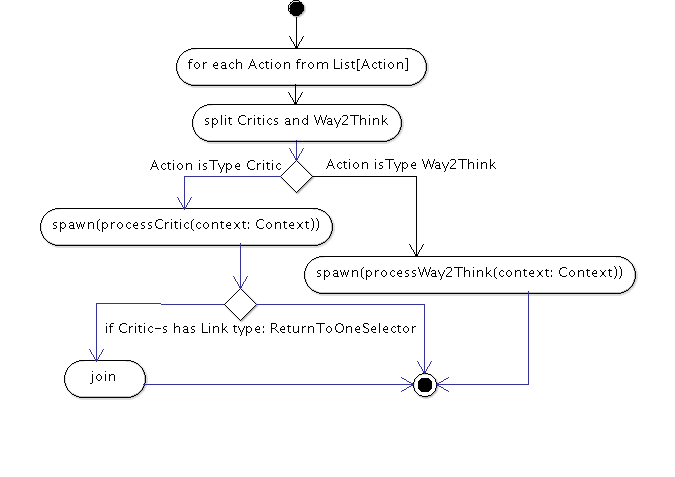 for each Action from List[Action]
split Critics and Way2Think
Action isType Critic
Action isType Way2Think
spawn(processCritic(context: Context))
spawn(processWay2Think(context: Context))
if Critic-s has Link type: ReturnToOneSelector
join